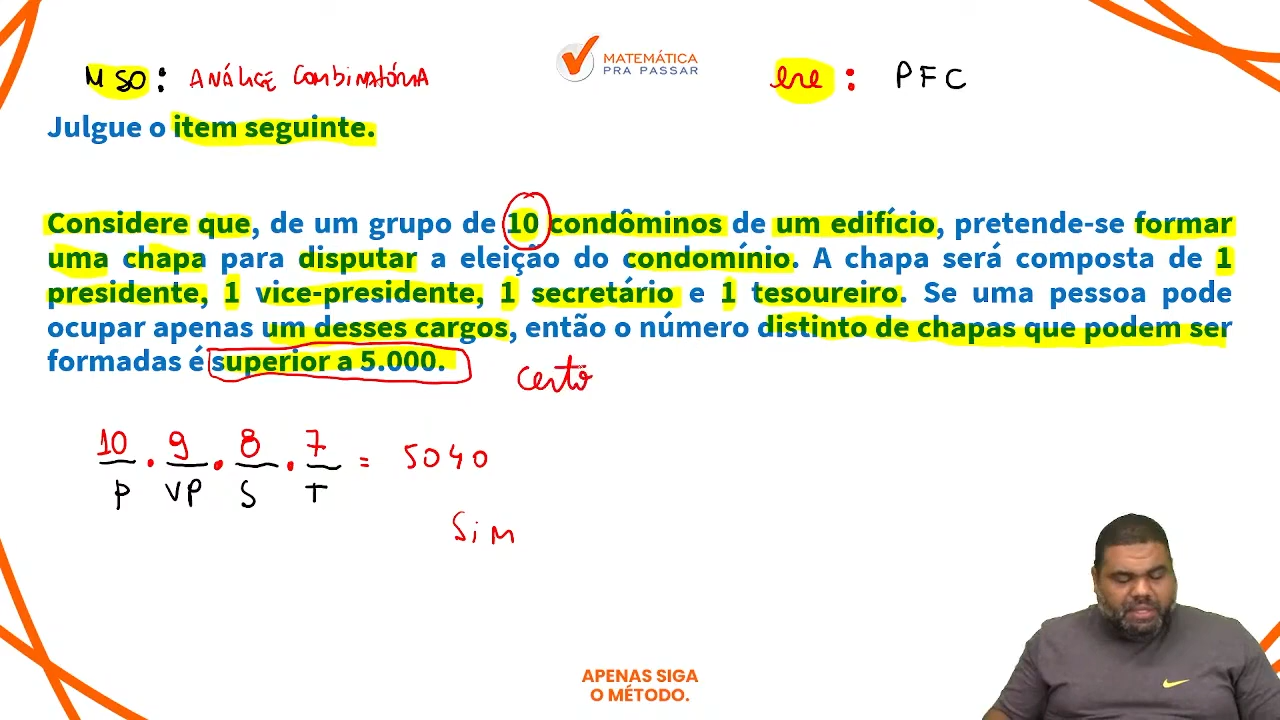 MSO: ANÁLISE COMBINATÓRIA
MATEMÁTICA
PRA PASSAR
: PFC
Julgue o item seguinte.
Considere que, de um grupo de 10 condôminos de um edifício, pretende-se formar
uma chapa para disputar a eleição do condomínio. A chapa será composta de 1
presidente, 1 vice-presidente, 1 secretário e 1 tesoureiro. Se uma pessoa pode
ocupar apenas um desses cargos, então o número distinto de chapas que podem ser
formadas é superior a 5.000.
certo
10 . 9 . 8 . 7 = 5040
P VP S T
Sim
APENAS SIGA
O MÉTODO.